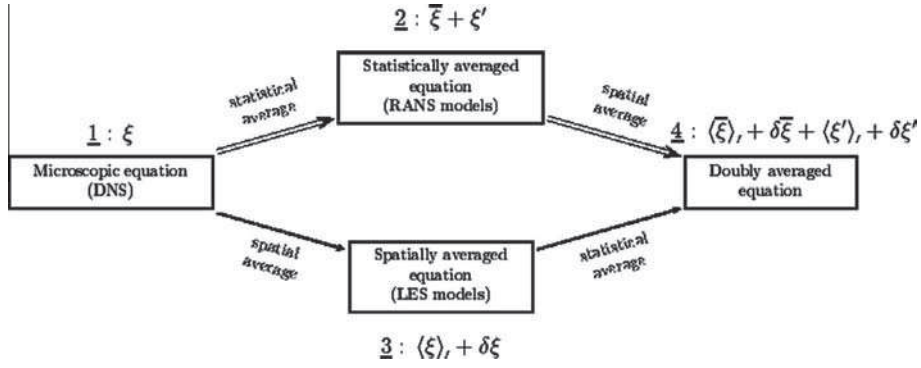 2 : ξ̅ + ξ′
Statistically averaged
equation
(RANS models)
statistical
average
spatial
average
1 : ξ
4 : ⟨ξ̅⟩, + δξ̅ + ⟨ξ′⟩, + δξ′
Microscopic equation
(DNS)
Doubly averaged
equation
spatial
average
Spatially averaged
equation
(LES models)
statistical
average
3 : ⟨ξ⟩, + δξ